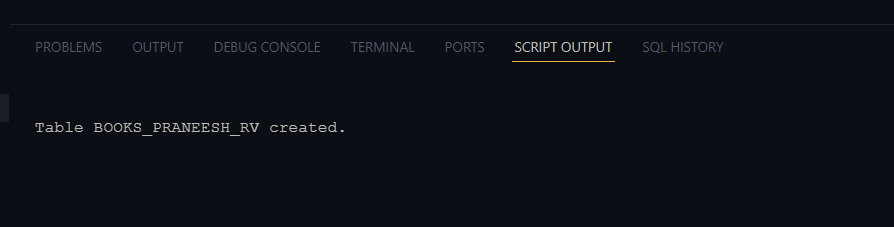 PROBLEMS OUTPUT DEBUG CONSOLE TERMINAL PORTS SCRIPT OUTPUT SQL HISTORY
Table BOOKS_PRANEESH_RV created.